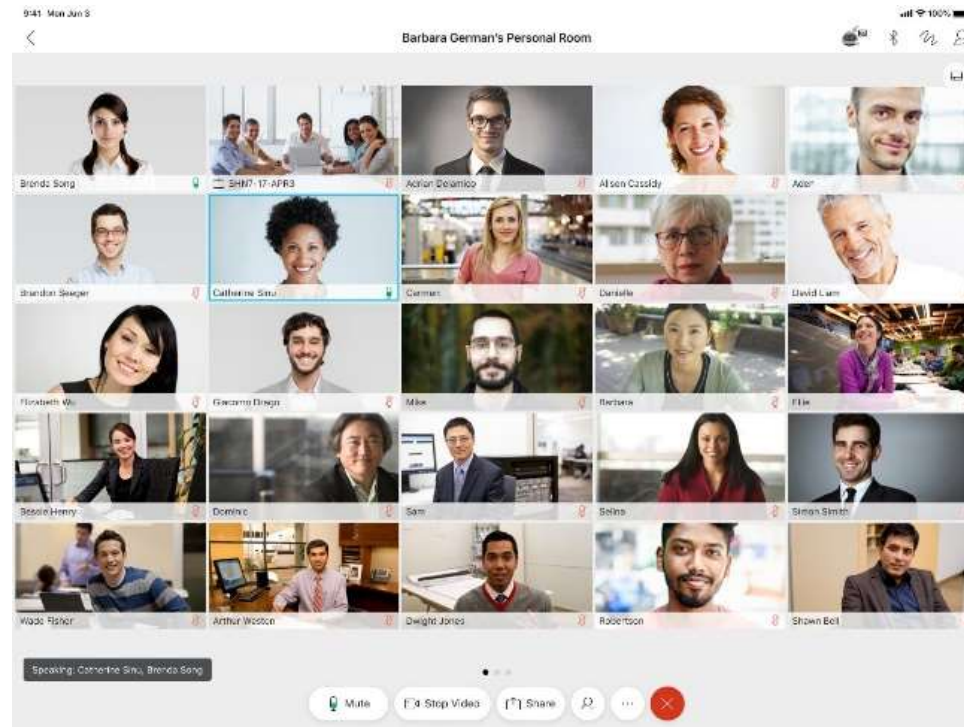 9:41 Mon Jun 3
100%
Barbara German's Personal Room
Brenda Song
SHN7-17-APR3
Adrian Delamico
Alison Cassidy
Aden
Brandon Seeger
Catherine Sinu
Carmen
Danielle
David Liam
Elizabeth Wu
Giacomo Drago
Mike
Barbara
Ellie
Bessie Henry
Dominic
Sam
Selina
Simon Simith
Wade Fisher
Arthur Weston
Dwight Jones
Robertson
Shawn Bell
Speaking: Catherine Sinu, Brenda Song
Mute
Stop Video
Share